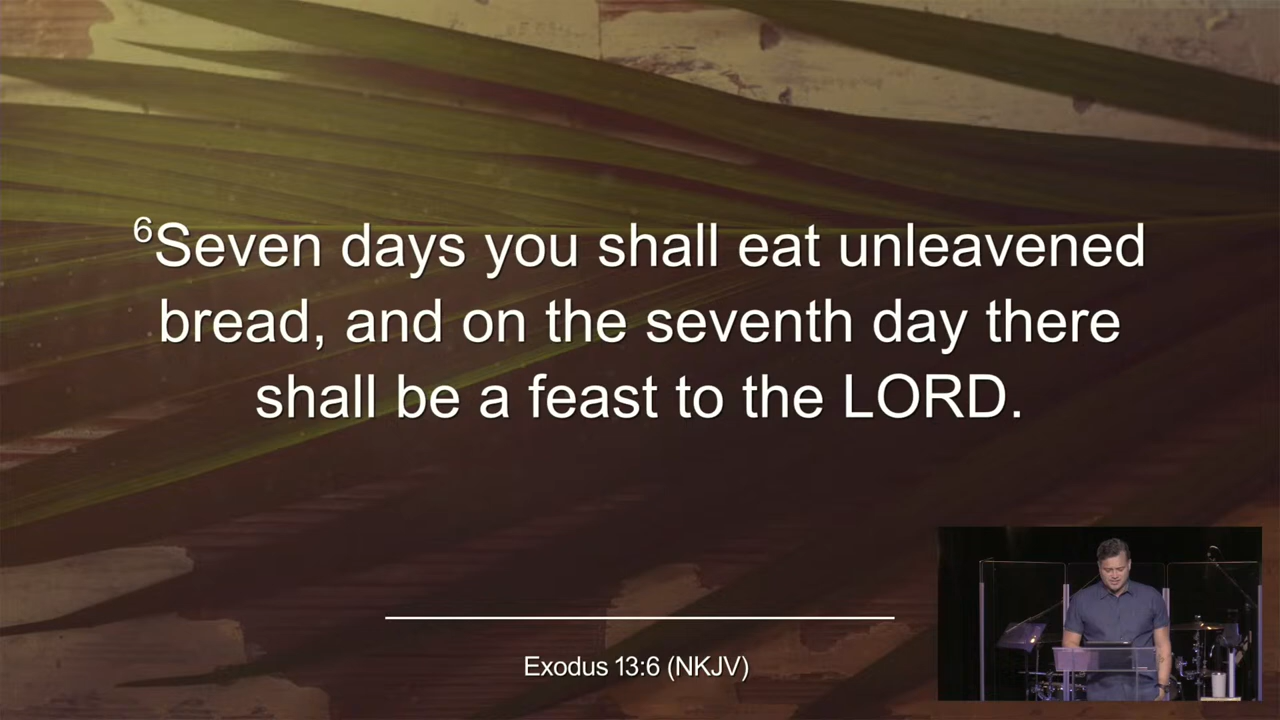 ⁶Seven days you shall eat unleavened
bread, and on the seventh day there
shall be a feast to the LORD.
Exodus 13:6 (NKJV)